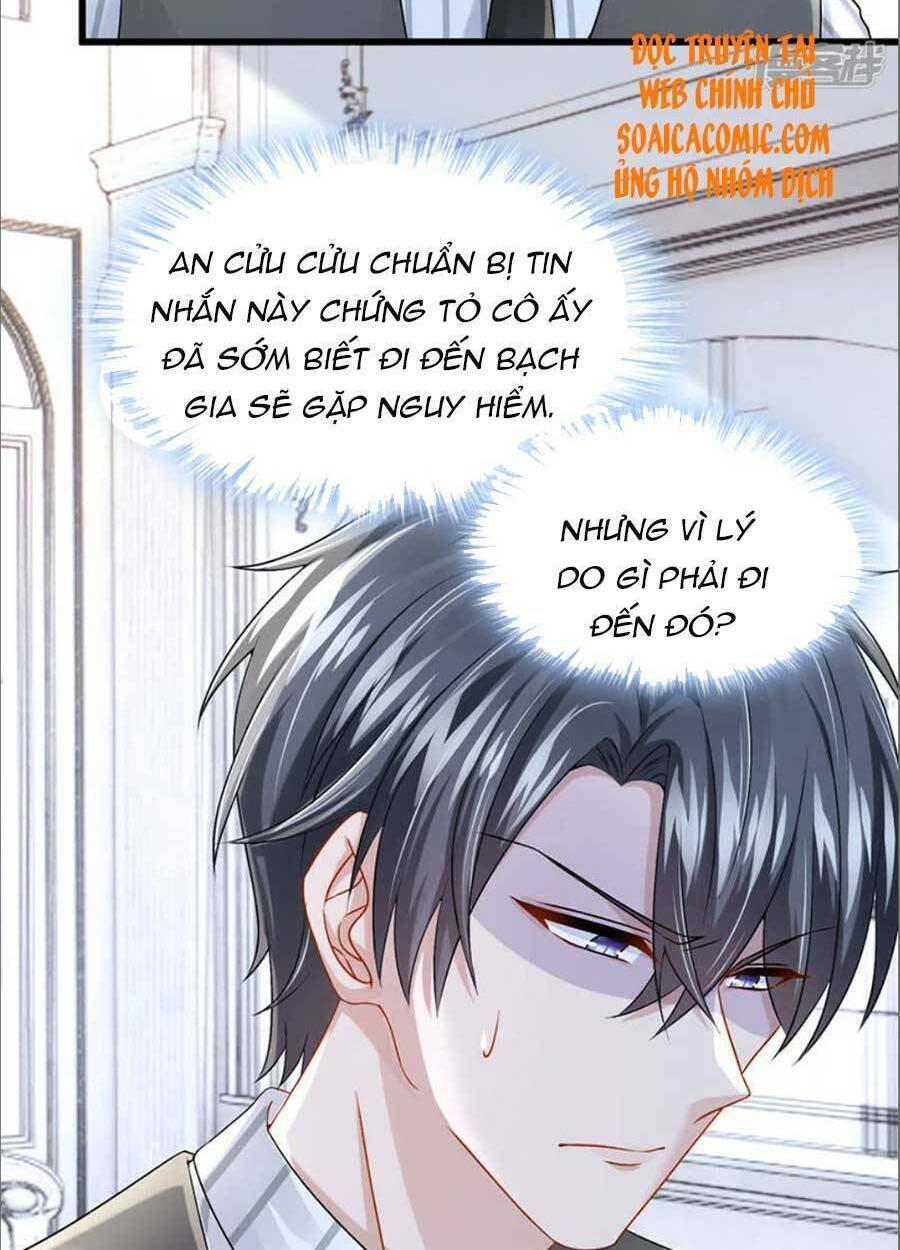 ĐỌC TRUYỆN TẠI
WEB CHÍNH CHỦ
SOAICACOMIC.COM
ỦNG HỘ NHÓM DỊCH
AN CỬU CỬU CHUẨN BỊ TIN
NHẮN NÀY CHỨNG TỎ CÔ ẤY
ĐÃ SỚM BIẾT ĐI ĐẾN BẠCH
GIA SẼ GẶP NGUY HIỂM.
NHƯNG VÌ LÝ
DO GÌ PHẢI ĐI
ĐẾN ĐÓ?